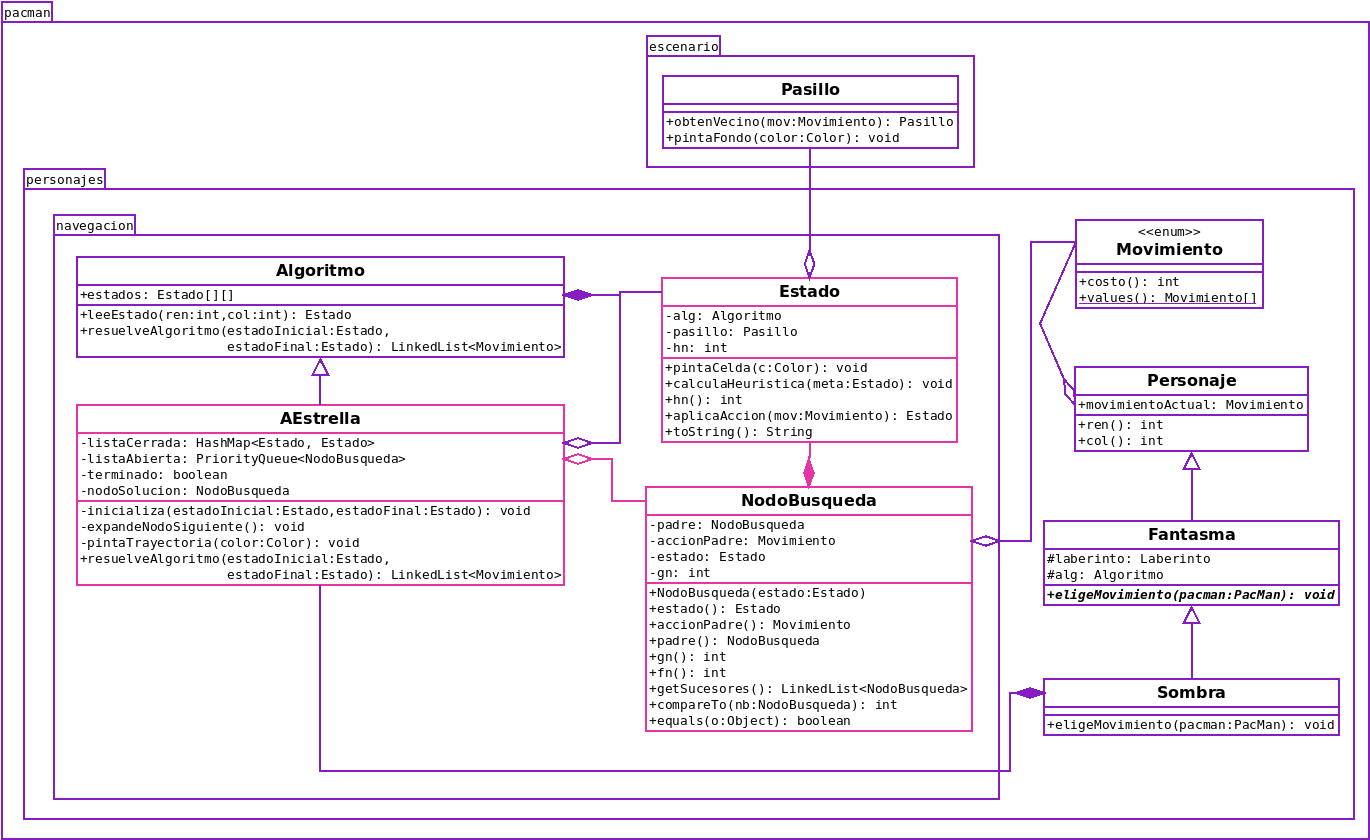 pacman
escenario
Pasillo
+obtenVecino(mov:Movimiento): Pasillo
+pintaFondo(color:Color): void
personajes
navegacion
Algoritmo
+estados: Estado[][]
+leeEstado(ren:int,col:int): Estado
+resuelveAlgoritmo(estadoInicial:Estado,
estadoFinal:Estado): LinkedList<Movimiento>
Estado
-alg: Algoritmo
-pasillo: Pasillo
-hn: int
+pintaCelda(c:Color): void
+calculaHeuristica(meta:Estado): void
+hn(): int
+aplicaAccion(mov:Movimiento): Estado
+toString(): String
<<enum>>
Movimiento
+costo(): int
+values(): Movimiento[]
Personaje
+movimientoActual: Movimiento
+ren(): int
+col(): int
AEstrella
-listaCerrada: HashMap<Estado, Estado>
-listaAbierta: PriorityQueue<NodoBusqueda>
-terminado: boolean
-nodoSolucion: NodoBusqueda
-inicializa(estadoInicial:Estado,estadoFinal:Estado): void
-expandeNodoSiguiente(): void
-pintaTrayectoria(color:Color): void
+resuelveAlgoritmo(estadoInicial:Estado,
estadoFinal:Estado): LinkedList<Movimiento>
NodoBusqueda
-padre: NodoBusqueda
-accionPadre: Movimiento
-estado: Estado
-gn: int
+NodoBusqueda(estado:Estado)
+estado(): Estado
+accionPadre(): Movimiento
+padre(): NodoBusqueda
+gn(): int
+fn(): int
+getSucesores(): LinkedList<NodoBusqueda>
+compareTo(nb:NodoBusqueda): int
+equals(o:Object): boolean
Fantasma
#laberinto: Laberinto
#alg: Algoritmo
+eligeMovimiento(pacman:PacMan): void
Sombra
+eligeMovimiento(pacman:PacMan): void